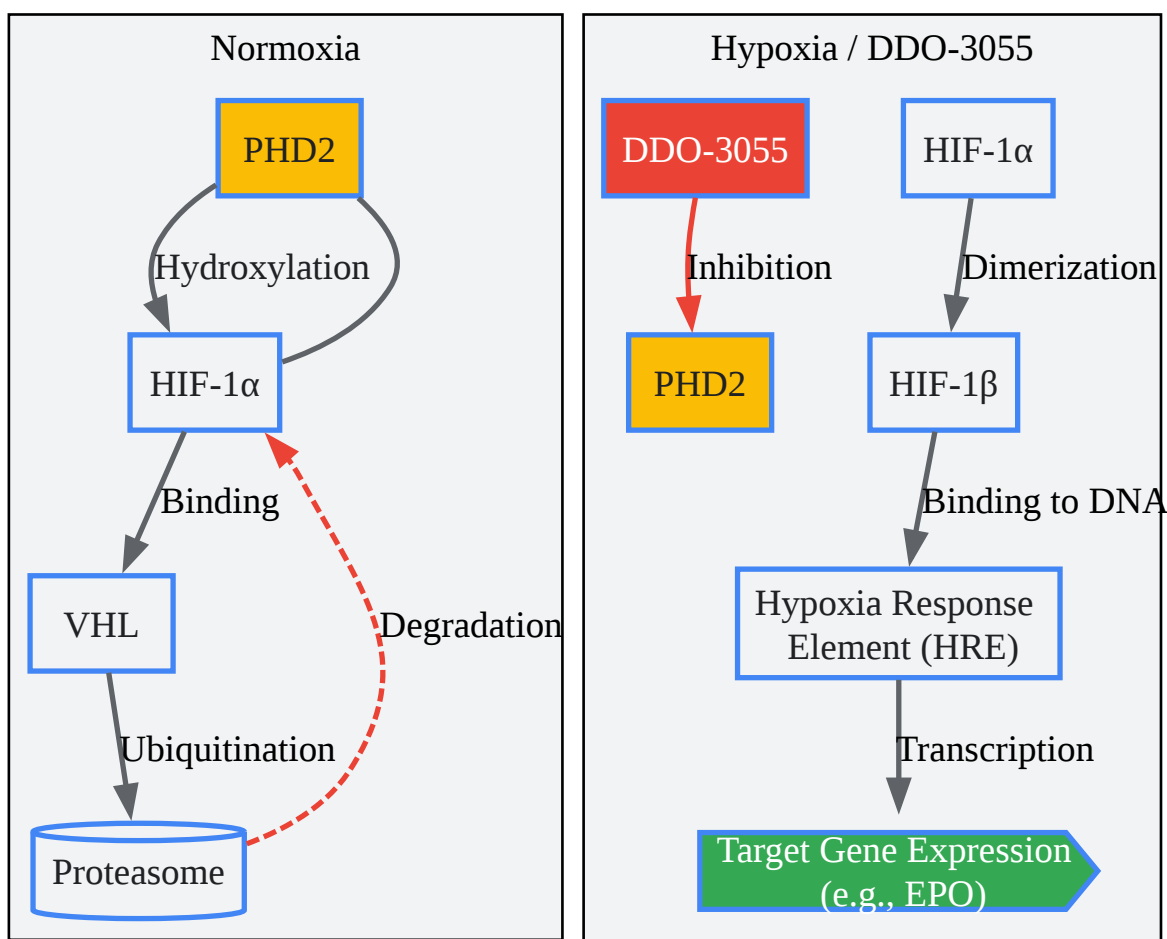 Normoxia
PHD2
Hydroxylation
HIF-1α
Binding
VHL
Degradation
Ubiquitination
Proteasome
Hypoxia / DDO-3055
DDO-3055
HIF-1α
Inhibition
Dimerization
PHD2
HIF-1β
Binding to DNA
Hypoxia Response
Element (HRE)
Transcription
Target Gene Expression
(e.g., EPO)